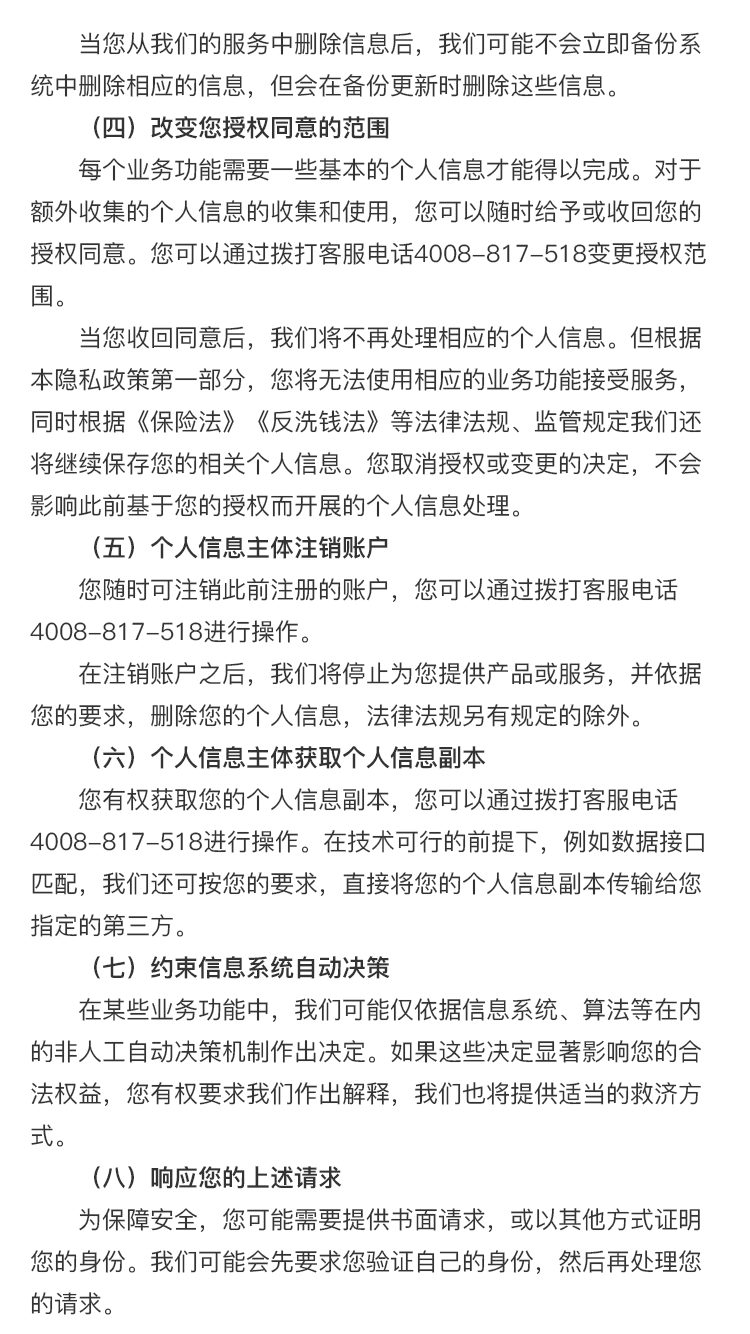 当您从我们的服务中删除信息后，我们可能不会立即备份系
统中删除相应的信息，但会在备份更新时删除这些信息。
（四）改变您授权同意的范围
每个业务功能需要一些基本的个人信息才能得以完成。对于
额外收集的个人信息的收集和使用，您可以随时给予或收回您的
授权同意。您可以通过拨打客服电话4008-817-518变更授权范
围。
当您收回同意后，我们将不再处理相应的个人信息。但根据
本隐私政策第一部分，您将无法使用相应的业务功能接受服务，
同时根据《保险法》《反洗钱法》等法律法规、监管规定我们还
将继续保存您的相关个人信息。您取消授权或变更的决定，不会
影响此前基于您的授权而开展的个人信息处理。
（五）个人信息主体注销账户
您随时可注销此前注册的账户，您可以通过拨打客服电话
4008-817-518进行操作。
在注销账户之后，我们将停止为您提供产品或服务，并依据
您的要求，删除您的个人信息，法律法规另有规定的除外。
（六）个人信息主体获取个人信息副本
您有权获取您的个人信息副本，您可以通过拨打客服电话
4008-817-518进行操作。在技术可行的前提下，例如数据接口
匹配，我们还可按您的要求，直接将您的个人信息副本传输给您
指定的第三方。
（七）约束信息系统自动决策
在某些业务功能中，我们可能仅依据信息系统、算法等在内
的非人工自动决策机制作出决定。如果这些决定显著影响您的合
法权益，您有权要求我们作出解释，我们也将提供适当的救济方
式。
（八）响应您的上述请求
为保障安全，您可能需要提供书面请求，或以其他方式证明
您的身份。我们可能会先要求您验证自己的身份，然后再处理您
的请求。